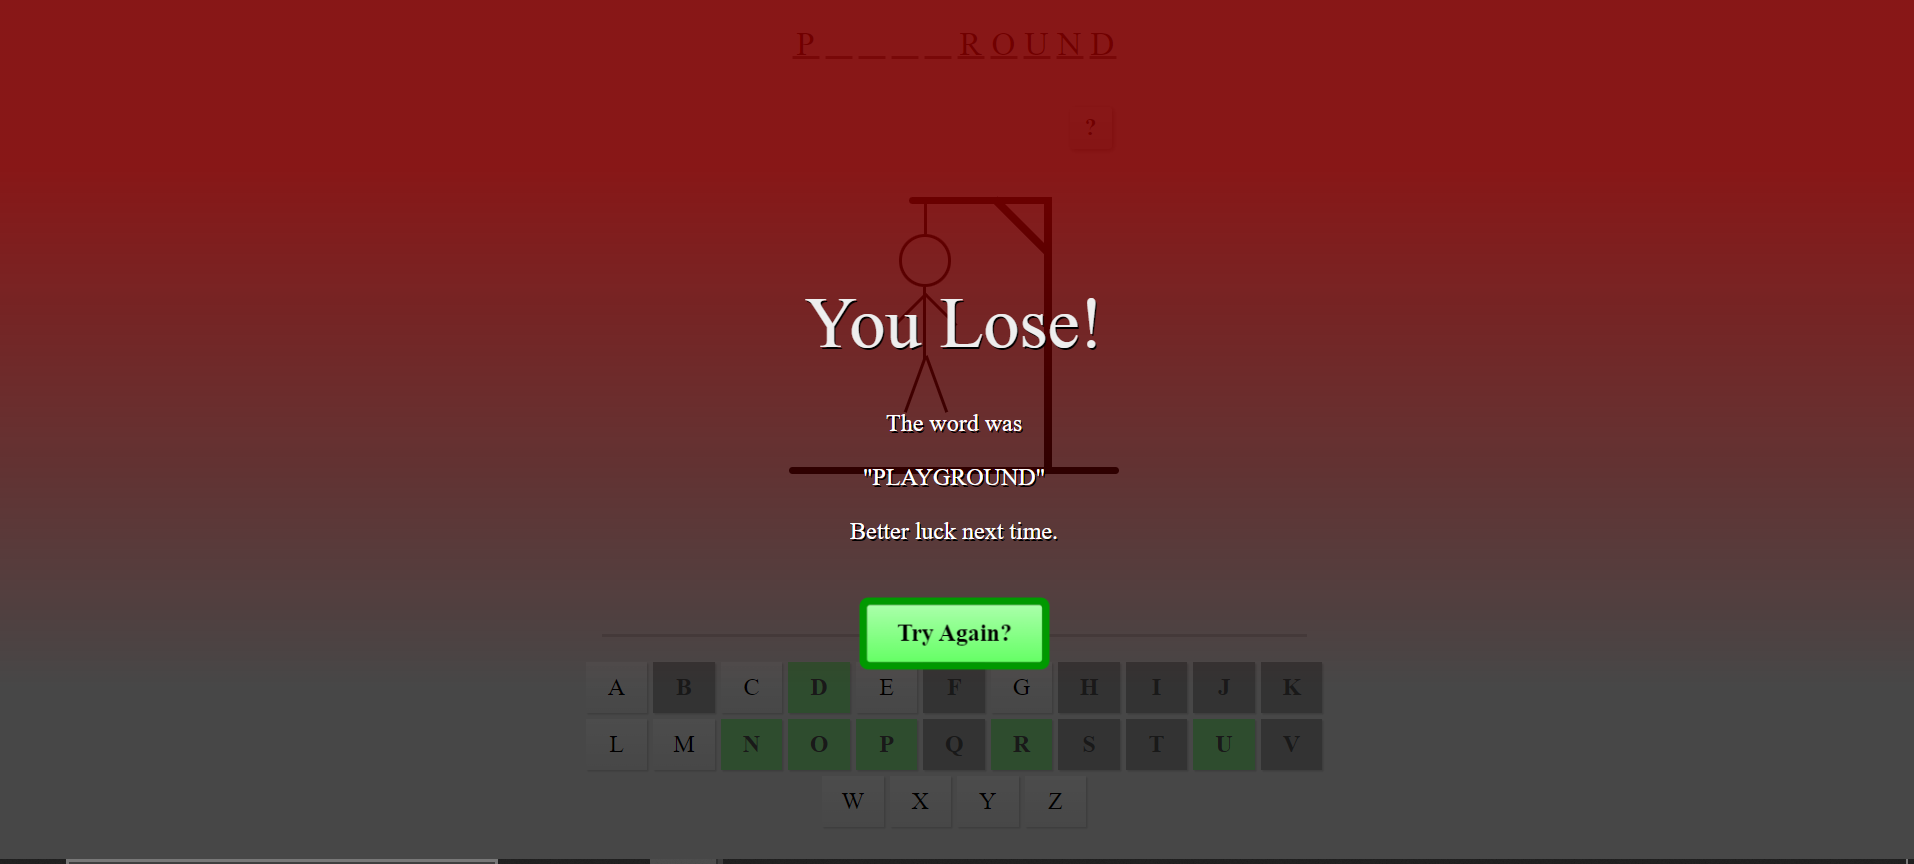 P _ _ _ _ R O U N D
?
You Lose!
The word was
"PLAYGROUND"
Better luck next time.
Try Again?
A B C D E F G H I J K
L M N O P Q R S T U V
W X Y Z